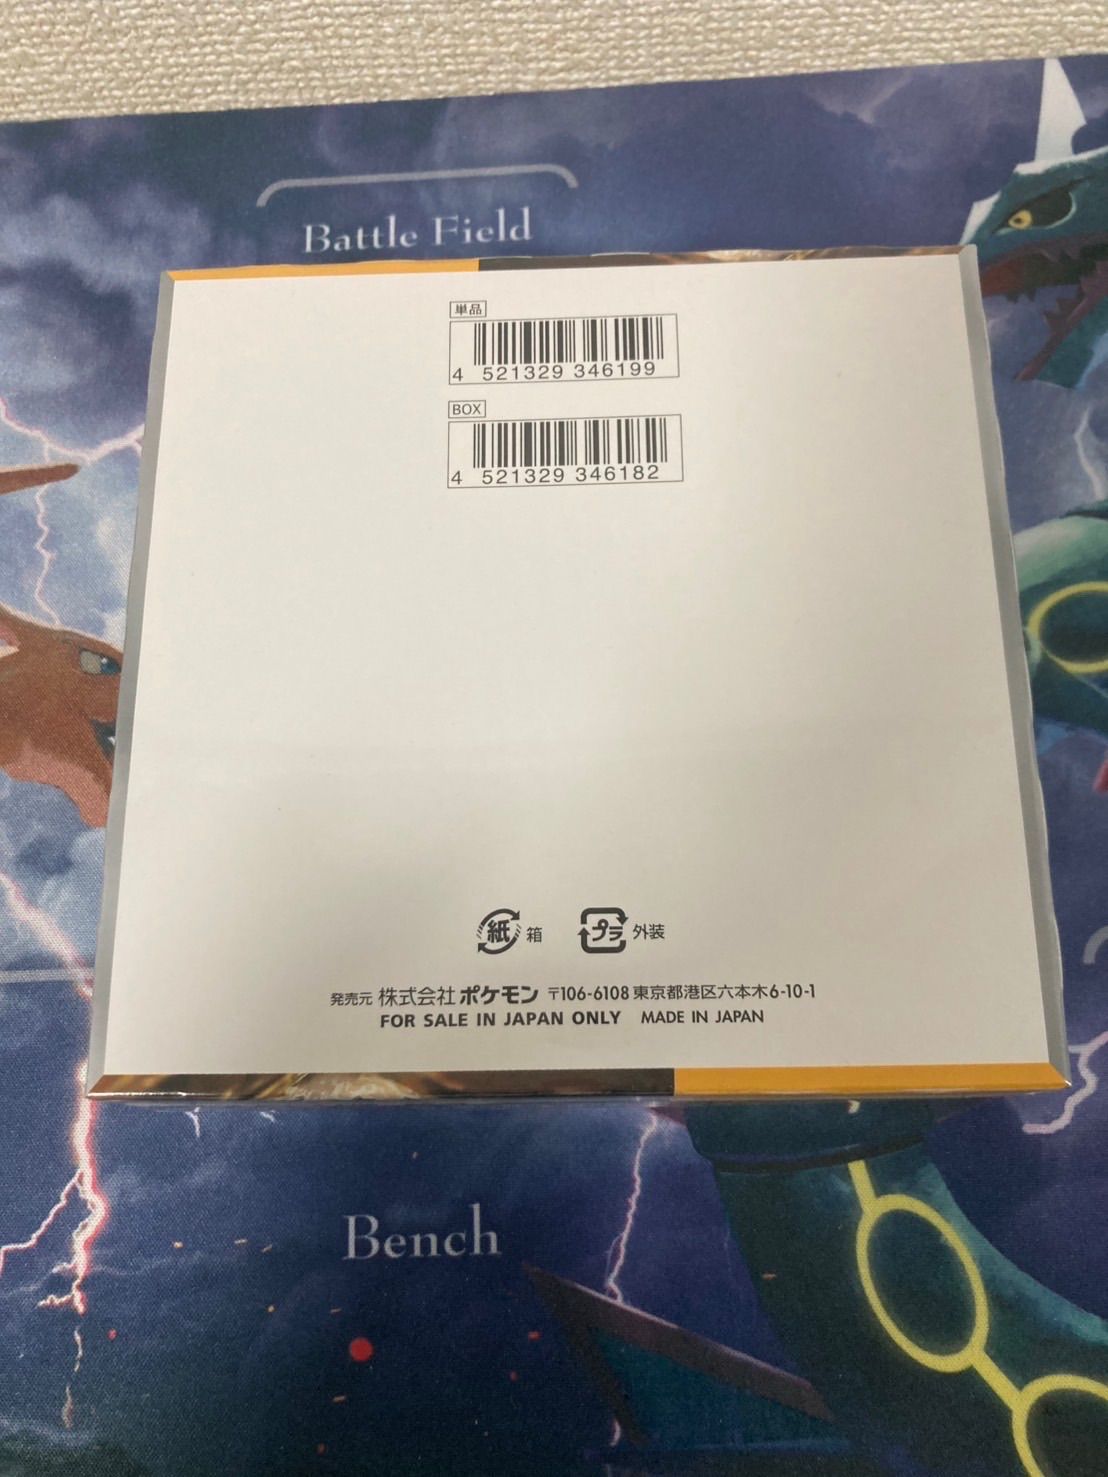 Battle Field
単品
4 521329 346199
BOX
4 521329 346182
紙 箱
プラ 外装
発売元 株式会社ポケモン 〒106-6108 東京都港区六本木6-10-1
FOR SALE IN JAPAN ONLY MADE IN JAPAN
Bench